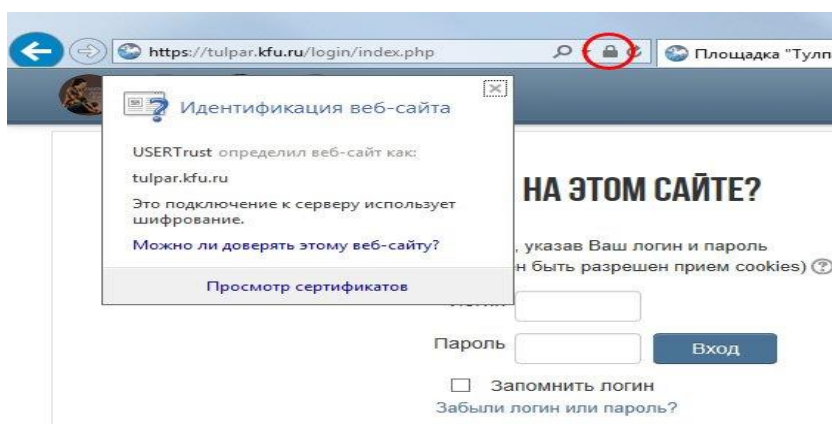 https://tulpar.kfu.ru/login/index.php
Площадка "Тулп
Идентификация веб-сайта
USERTrust определил веб-сайт как:
tulpar.kfu.ru
Это подключение к серверу использует
шифрование.
Можно ли доверять этому веб-сайту?
Просмотр сертификатов
НА ЭТОМ САЙТЕ?
, указав Ваш логин и пароль
н быть разрешен прием cookies)
Пароль
Вход
Запомнить логин
Забыли логин или пароль?